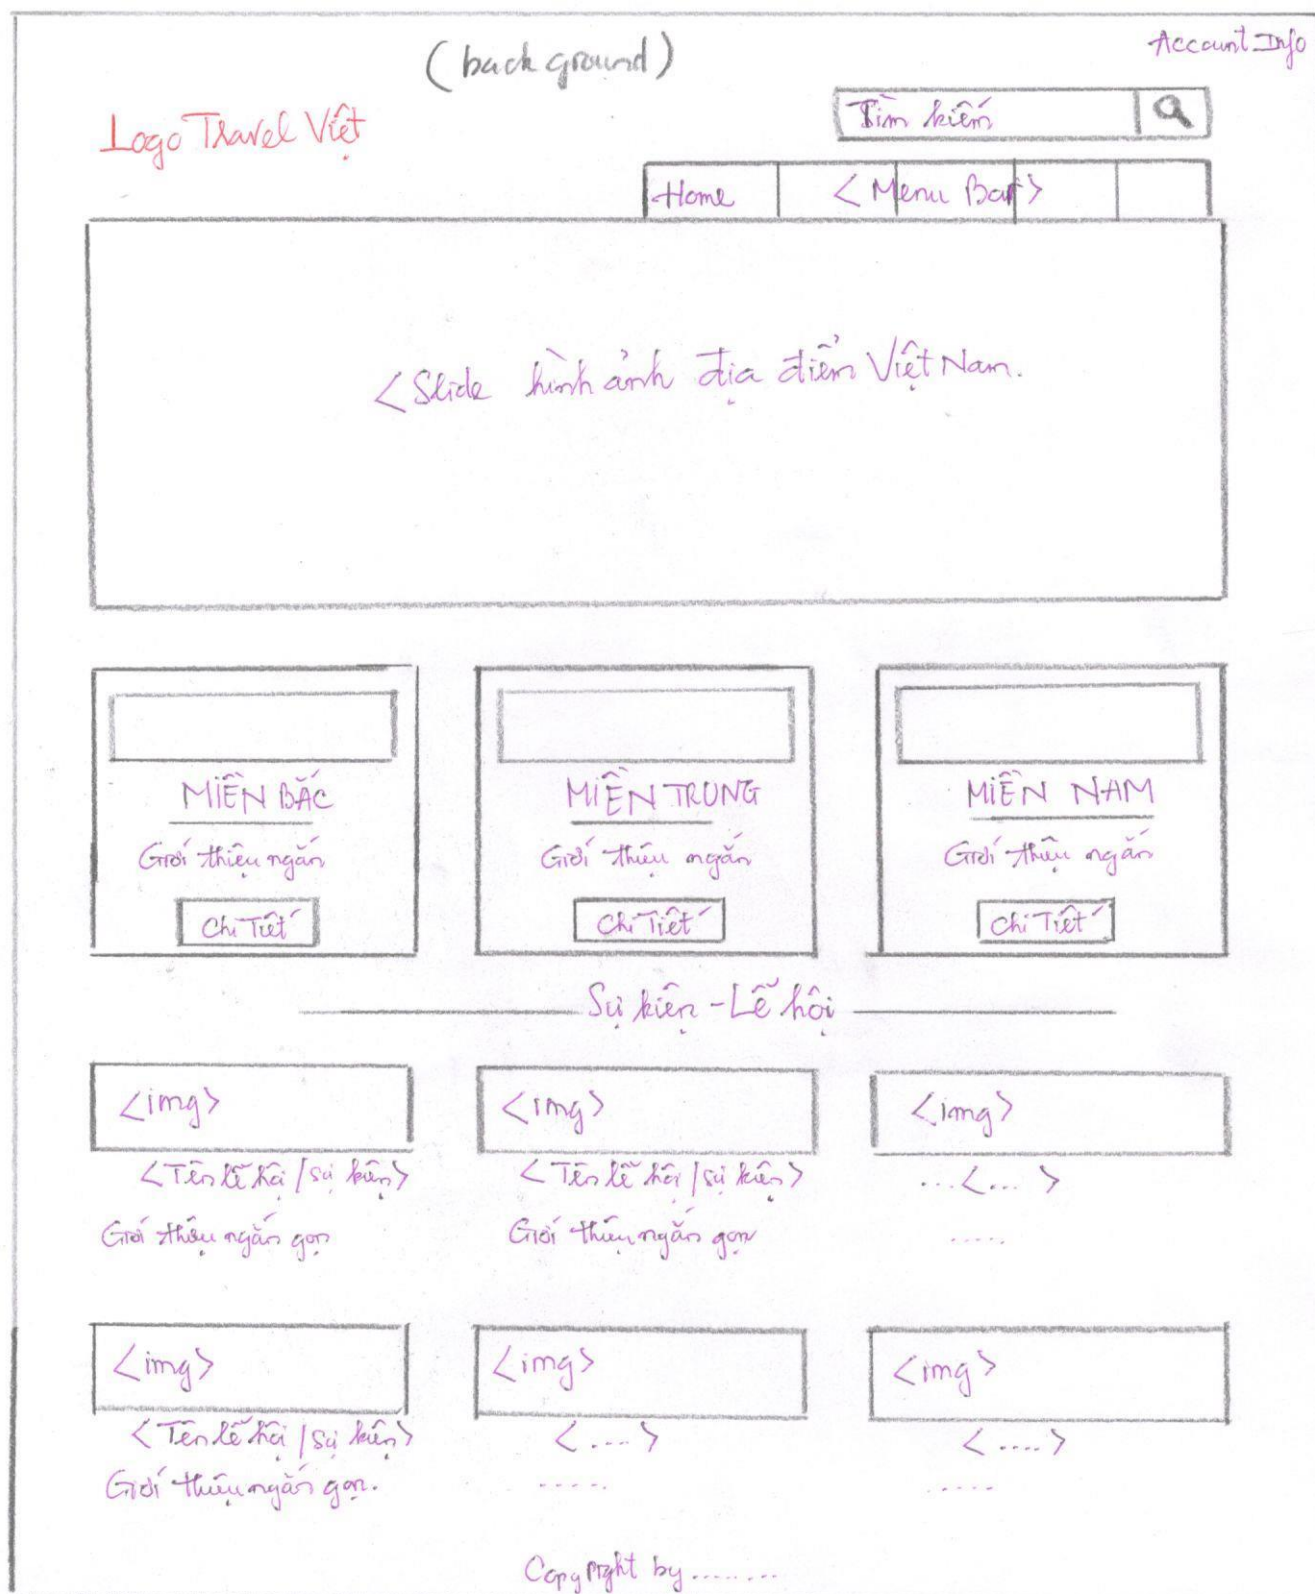 (background)
Account Info
Logo Travel Việt
Tìm kiếm
Home <Menu Bar>
<Slide hình ảnh địa điểm Việt Nam.
MIỀN BẮC
Giới thiệu ngắn
Chi Tiết
MIỀN TRUNG
Giới thiệu ngắn
Chi Tiết
MIỀN NAM
Giới thiệu ngắn
Chi Tiết
Sự kiện - Lễ hội
<img>
<Tên lễ hội / sự kiện>
Giới thiệu ngắn gọn
<img>
<Tên lễ hội / sự kiện>
Giới thiệu ngắn gọn
<img>
...<...>
.....
<img>
<Tên lễ hội / sự kiện>
Giới thiệu ngắn gọn.
<img>
<....>
.....
<img>
<....>
.....
Copyright by ........